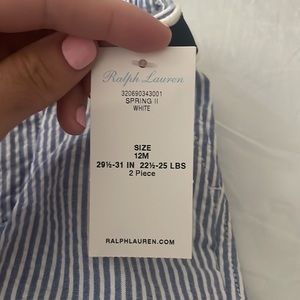 Ralph Lauren
320690343001
SPRING II
WHITE
SIZE
12M
29½-31 IN 22½-25 LBS
2 Piece
RALPHLAUREN.COM